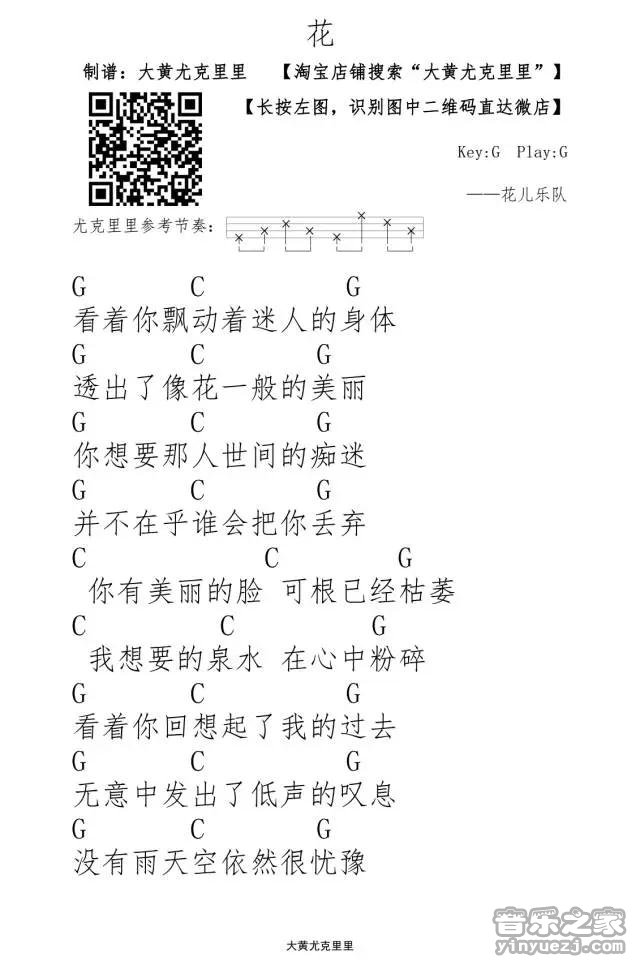 花
制谱：大黄尤克里里 【淘宝店铺搜索“大黄尤克里里”】
【长按左图，识别图中二维码直达微店】
Key:G Play:G
——花儿乐队
尤克里里参考节奏：
G C G
看着你飘动着迷人的身体
G C G
透出了像花一般的美丽
G C G
你想要那人世间的痴迷
G C G
并不在乎谁会把你丢弃
C C G
你有美丽的脸 可根已经枯萎
C C G
我想要的泉水 在心中粉碎
G C G
看着你回想起了我的过去
G C G
无意中发出了低声的叹息
G C G
没有雨天空依然很忧豫
大黄尤克里里
音乐之家
yinyuezj.com